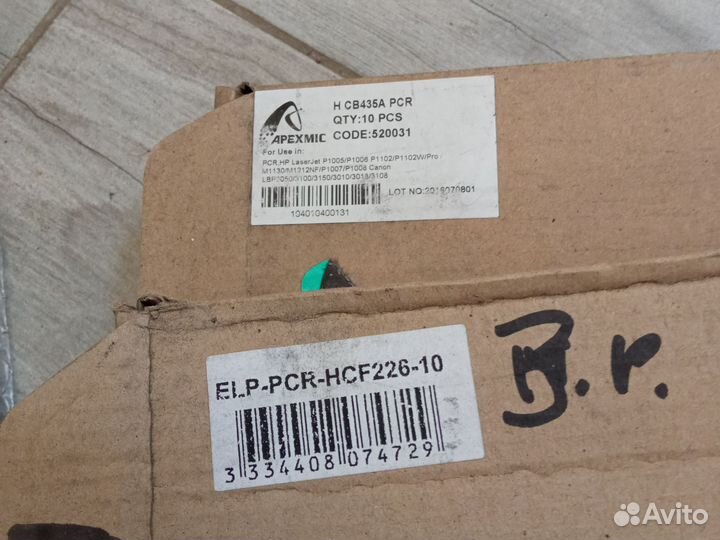 APEXMIC
H CB435A PCR
QTY:10 PCS
CODE:520031
For Use in:
PCR,HP LaserJet P1005/P1006 P1102/P1102W/Pro
M1130/M1212NF/P1007/P1008 Canon
LBP3050/3100/3150/3010/3018/3108
LOT NO:2016070801
104010400131
ELP-PCR-HCF226-10
3 334408 074729
B.r.
Avito